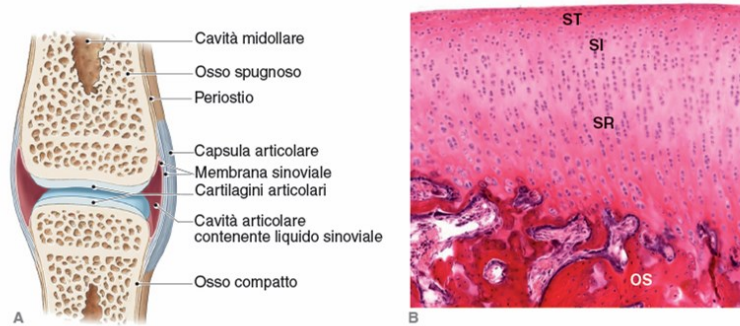 Cavità midollare
Osso spugnoso
Periostio
Capsula articolare
Membrana sinoviale
Cartilagini articolari
Cavità articolare
contenente liquido sinoviale
Osso compatto
A
ST
SI
SR
OS
B